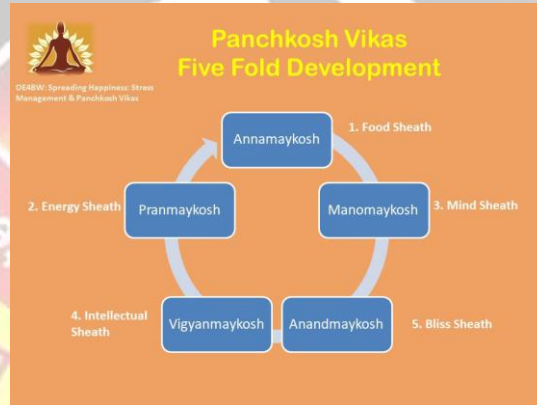 Panchkosh Vikas
Five Fold Development
OE4BW: Spreading Happiness: Stress
Management & Panchkosh Vikas
Annamaykosh
1. Food Sheath
2. Energy Sheath
Pranmaykosh
Manomaykosh
3. Mind Sheath
4. Intellectual
Sheath
Vigyanmaykosh
Anandmaykosh
5. Bliss Sheath